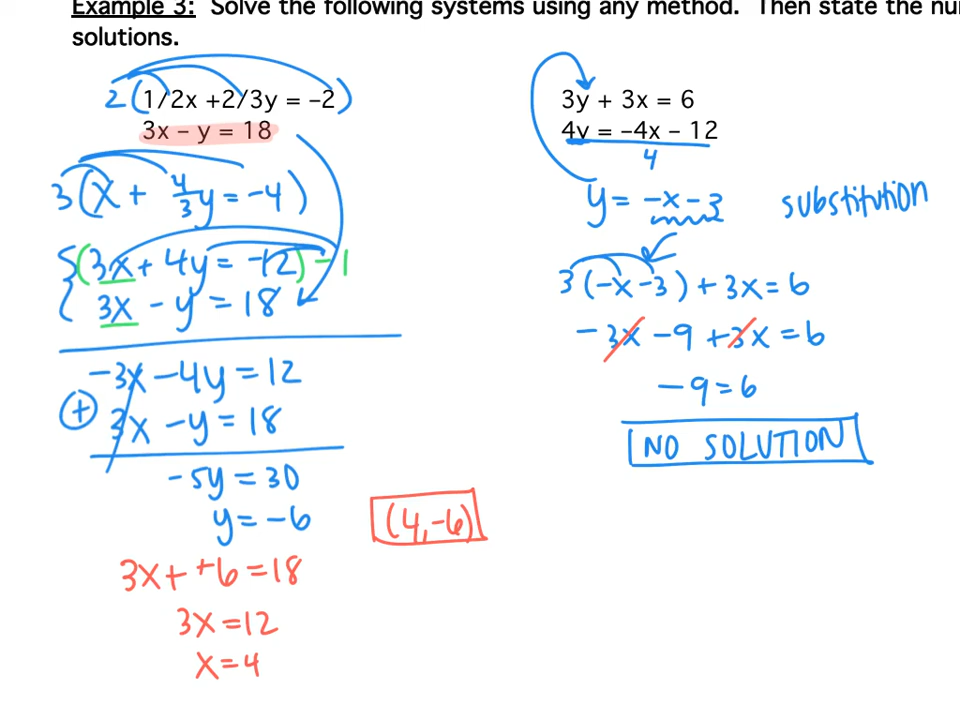 Example 3: Solve the following systems using any method. Then state the nu
solutions.
2(1/2x +2/3y = -2)
3x - y = 18
3(x + 4/3y = -4)
(3x + 4y = -12) -1
3x - y = 18
-3x - 4y = 12
+ 3x - y = 18
-5y = 30
y = -6
(4, -6)
3x + +6 = 18
3x = 12
x = 4
3y + 3x = 6
4y = -4x - 12
4
y = -x - 3 substitution
3(-x - 3) + 3x = 6
-3x - 9 + 3x = 6
-9 = 6
NO SOLUTION